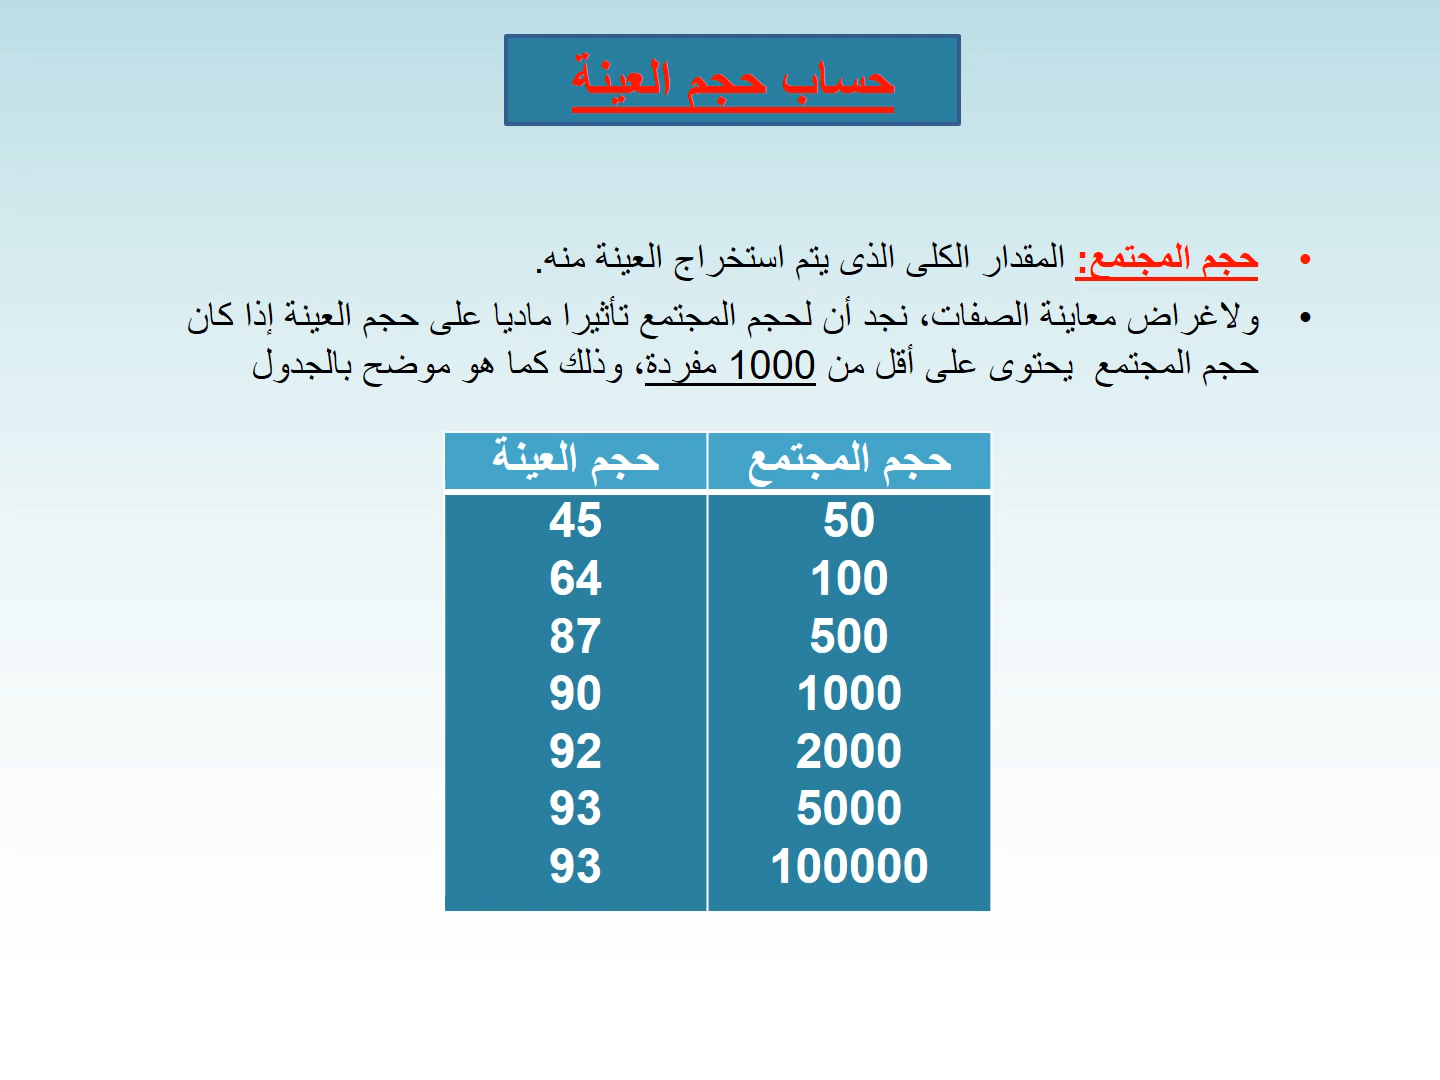 حساب حجم العينة
• حجم المجتمع: المقدار الكلى الذى يتم استخراج العينة منه.
• ولاغراض معاينة الصفات، نجد أن لحجم المجتمع تأثيرا ماديا على حجم العينة إذا كان
حجم المجتمع يحتوى على أقل من 1000 مفردة، وذلك كما هو موضح بالجدول
حجم المجتمع حجم العينة
50 45
100 64
500 87
1000 90
2000 92
5000 93
100000 93